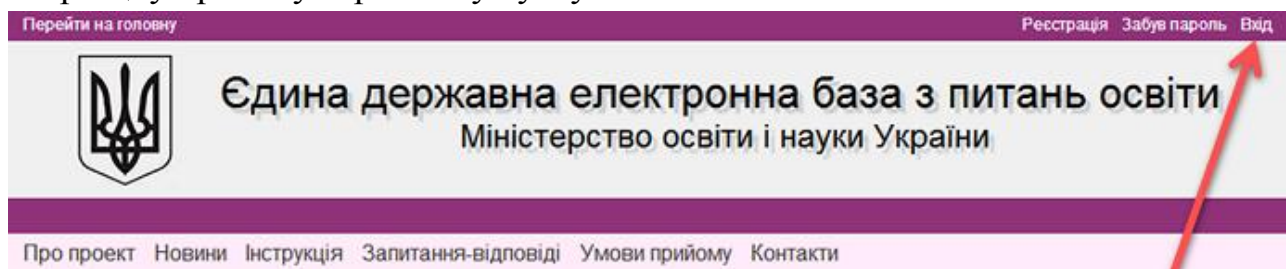 Перейти на головну Реєстрація Забув пароль Вхід
Єдина державна електронна база з питань освіти
Міністерство освіти і науки України
Про проект Новини Інструкція Запитання-відповіді Умови прийому Контакти